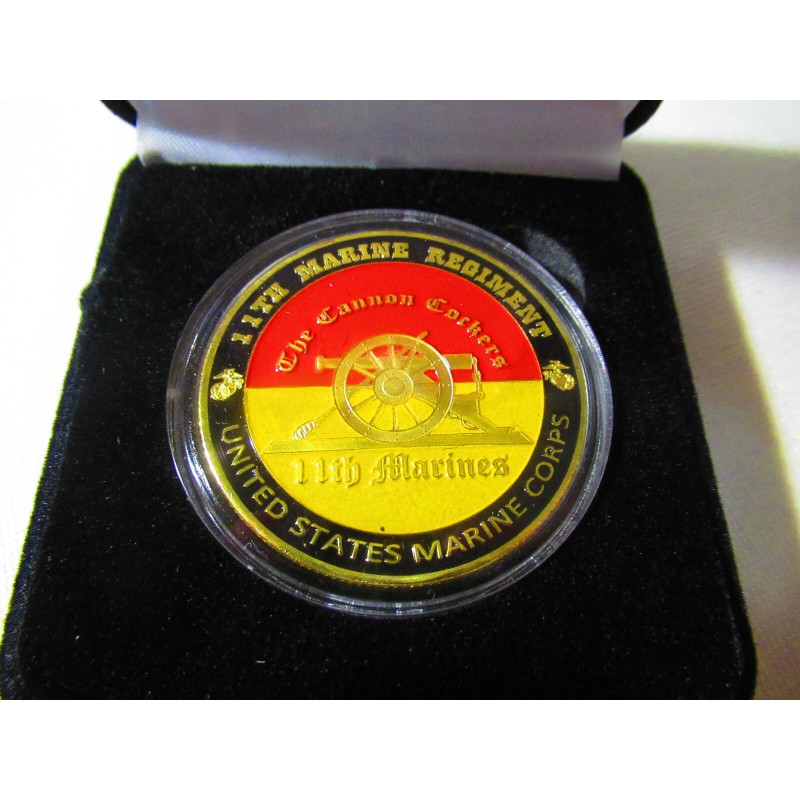 11TH MARINE REGIMENT
The Cannon Cockers
11th Marines
UNITED STATES MARINE CORPS